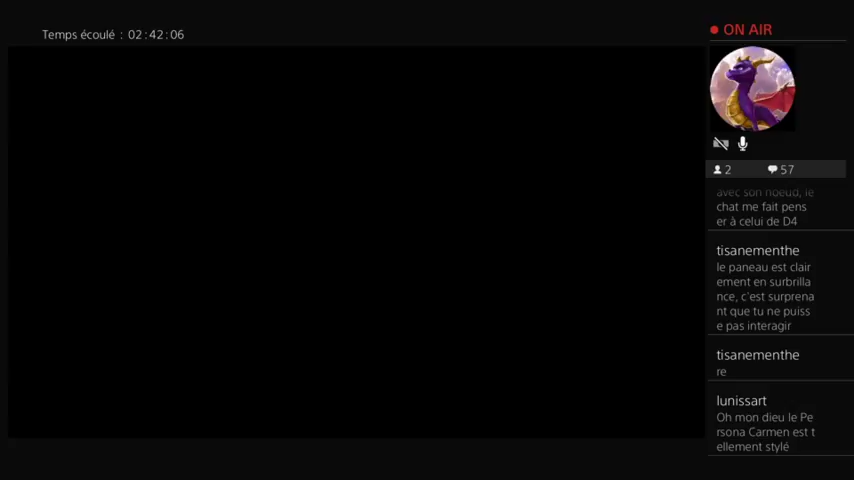 Temps écoulé : 02:42:06
ON AIR
2 57
avec son noeud, le
chat me fait pens
er à celui de D4
tisanementhe
le paneau est clair
ement en surbrilla
nce, c'est surprena
nt que tu ne puiss
e pas interagir
tisanementhe
re
lunissart
Oh mon dieu le Pe
rsona Carmen est t
ellement stylé